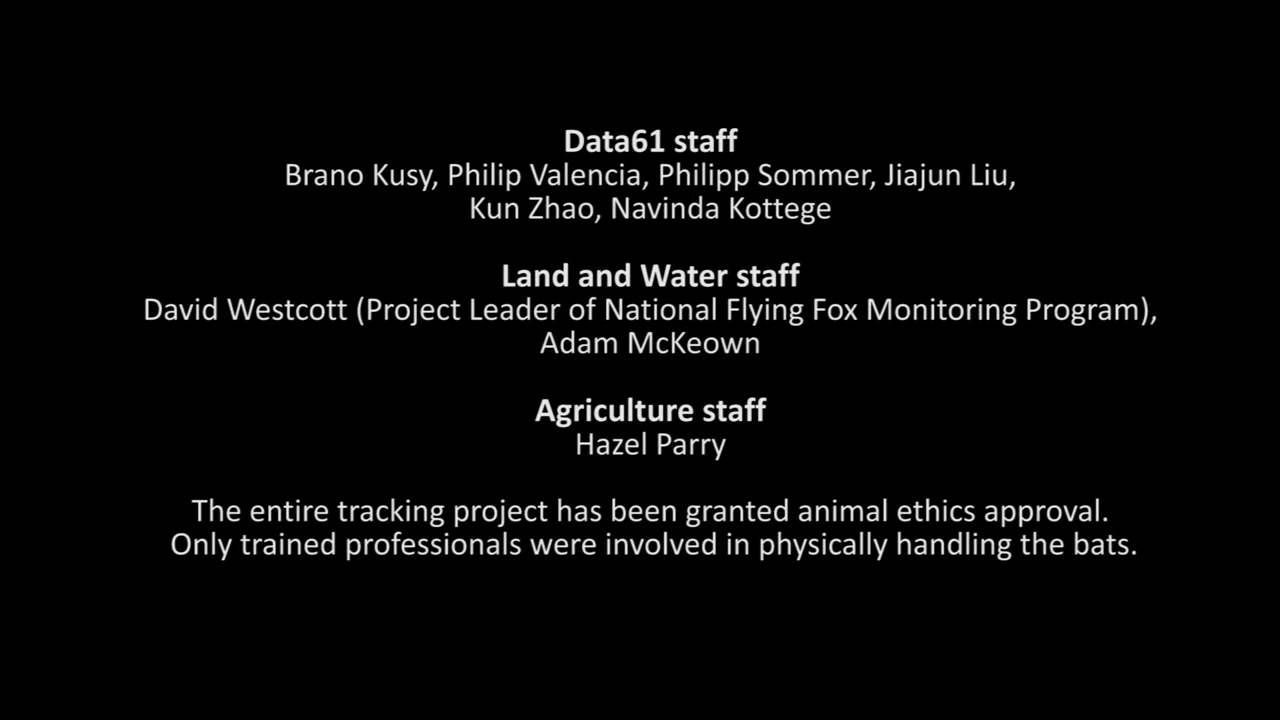 Data61 staff
Brano Kusy, Philip Valencia, Philipp Sommer, Jiajun Liu,
Kun Zhao, Navinda Kottege
Land and Water staff
David Westcott (Project Leader of National Flying Fox Monitoring Program),
Adam McKeown
Agriculture staff
Hazel Parry
The entire tracking project has been granted animal ethics approval.
Only trained professionals were involved in physically handling the bats.